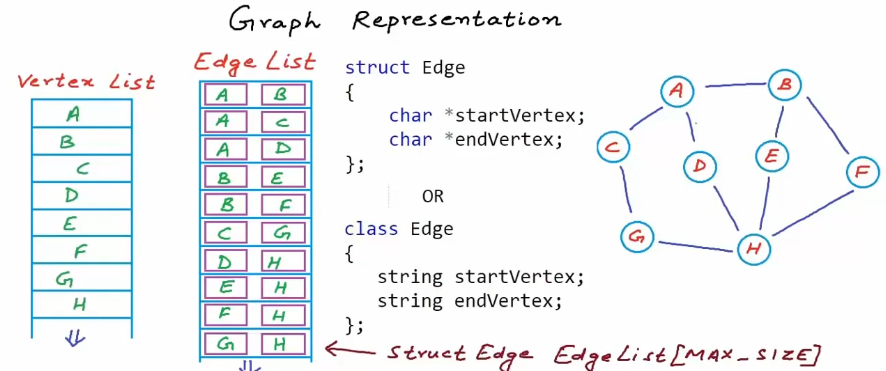 Graph Representation
Vertex List
A
B
C
D
E
F
G
H
Edge List
A B
A C
A D
B E
B F
C G
D H
E H
F H
G H
struct Edge
{
char *startVertex;
char *endVertex;
};
OR
class Edge
{
string startVertex;
string endVertex;
};
struct Edge EdgeList[MAX_SIZE]
A
B
C
D
E
F
G
H